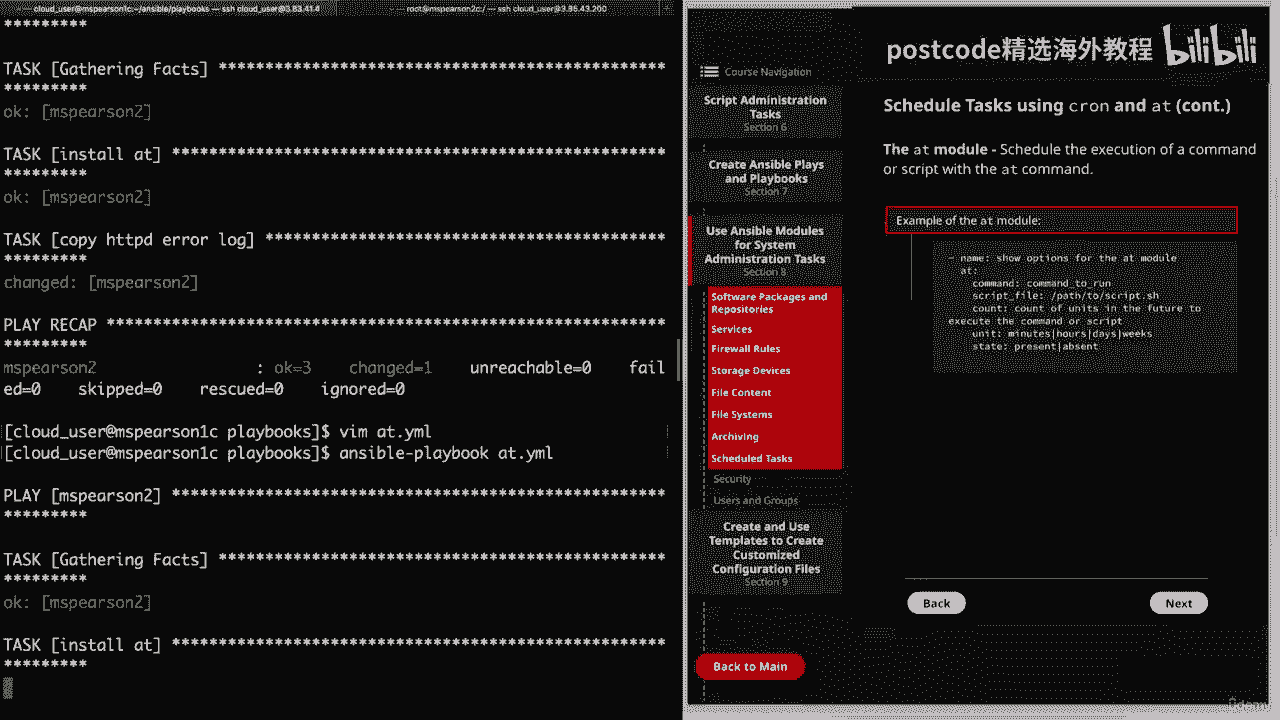 cloud_user@mspearson1c:~/ansible/playbooks — ssh cloud_user@3.83.41.4
root@mspearson2c:/ — ssh cloud_user@3.95.43.200
*********
TASK [Gathering Facts] *******************************************
*********
ok: [mspearson2]
TASK [install at] ************************************************
*********
ok: [mspearson2]
TASK [copy httpd error log] **************************************
*********
changed: [mspearson2]
PLAY RECAP *******************************************************
*********
mspearson2 : ok=3 changed=1 unreachable=0 fail
ed=0 skipped=0 rescued=0 ignored=0
[cloud_user@mspearson1c playbooks]$ vim at.yml
[cloud_user@mspearson1c playbooks]$ ansible-playbook at.yml
PLAY [mspearson2] ************************************************
*********
TASK [Gathering Facts] *******************************************
*********
ok: [mspearson2]
TASK [install at] ************************************************
*********
Course Navigation
Script Administration
Tasks
Section 6
Create Ansible Plays
and Playbooks
Section 7
Use Ansible Modules
for System
Administration Tasks
Section 8
Software Packages and
Repositories
Services
Firewall Rules
Storage Devices
File Content
File Systems
Archiving
Scheduled Tasks
Security
Users and Groups
Create and Use
Templates to Create
Customized
Configuration Files
Section 9
Back to Main
postcode精选海外教程 bilibili
Schedule Tasks using cron and at (cont.)
The at module - Schedule the execution of a command
or script with the at command.
Example of the at module:
- name: show options for the at module
at:
command: command_to_run
script_file: /path/to/script.sh
count: count of units in the future to
execute the command or script
unit: minutes|hours|days|weeks
state: present|absent
Back
Next